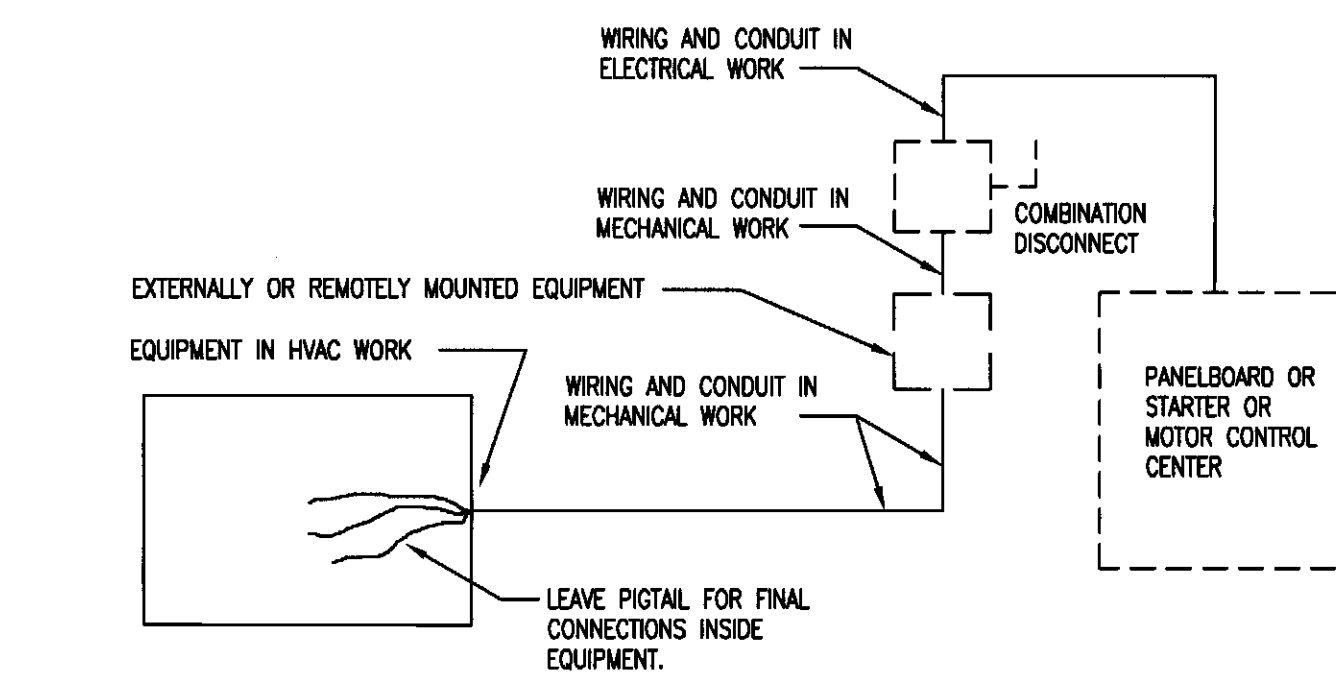 WIRING AND CONDUIT IN
ELECTRICAL WORK
WIRING AND CONDUIT IN
MECHANICAL WORK
COMBINATION
DISCONNECT
EXTERNALLY OR REMOTELY MOUNTED EQUIPMENT
EQUIPMENT IN HVAC WORK
WIRING AND CONDUIT IN
MECHANICAL WORK
PANELBOARD OR
STARTER OR
MOTOR CONTROL
CENTER
LEAVE PIGTAIL FOR FINAL
CONNECTIONS INSIDE
EQUIPMENT.